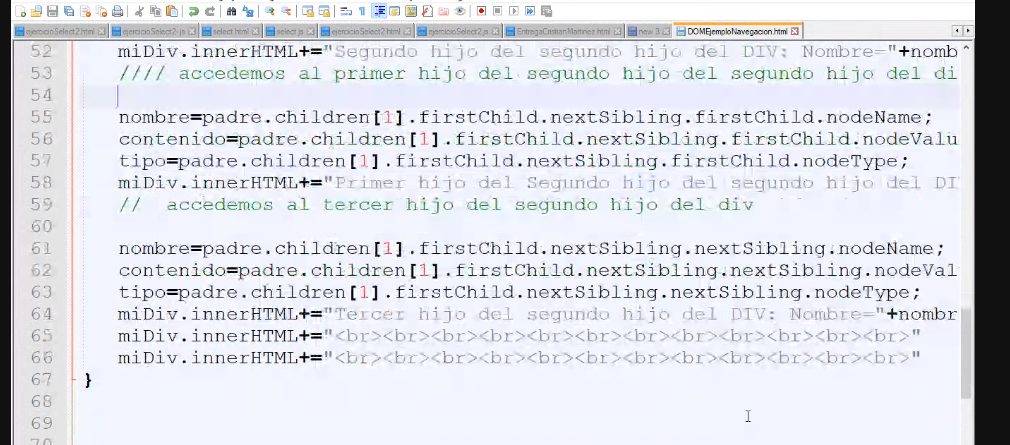 ejercicioSelect2.html ejercicioSelect2-.js select.html select.js ejercicioSelect2.html ejercicioSelect2.js EntregaCastianMartinez.html new 3 DOMEjemploNavegacion.html
52 miDiv.innerHTML+="Segundo hijo del segundo hijo del DIV: Nombre="+nomb
53 //// accedemos al primer hijo del segundo hijo del segundo hijo del di
54
55 nombre=padre.children[1].firstChild.nextSibling.firstChild.nodeName;
56 contenido=padre.children[1].firstChild.nextSibling.firstChild.nodeValu
57 tipo=padre.children[1].firstChild.nextSibling.firstChild.nodeType;
58 miDiv.innerHTML+="Primer hijo del Segundo hijo del segundo hijo del DI
59 // accedemos al tercer hijo del segundo hijo del div
60
61 nombre=padre.children[1].firstChild.nextSibling.nextSibling.nodeName;
62 contenido=padre.children[1].firstChild.nextSibling.nextSibling.nodeVal
63 tipo=padre.children[1].firstChild.nextSibling.nextSibling.nodeType;
64 miDiv.innerHTML+="Tercer hijo del segundo hijo del DIV: Nombre="+nombr
65 miDiv.innerHTML+="<br><br><br><br><br><br><br><br><br><br><br><br>"
66 miDiv.innerHTML+="<br><br><br><br><br><br><br><br><br><br><br><br>"
67 }
68
69
70